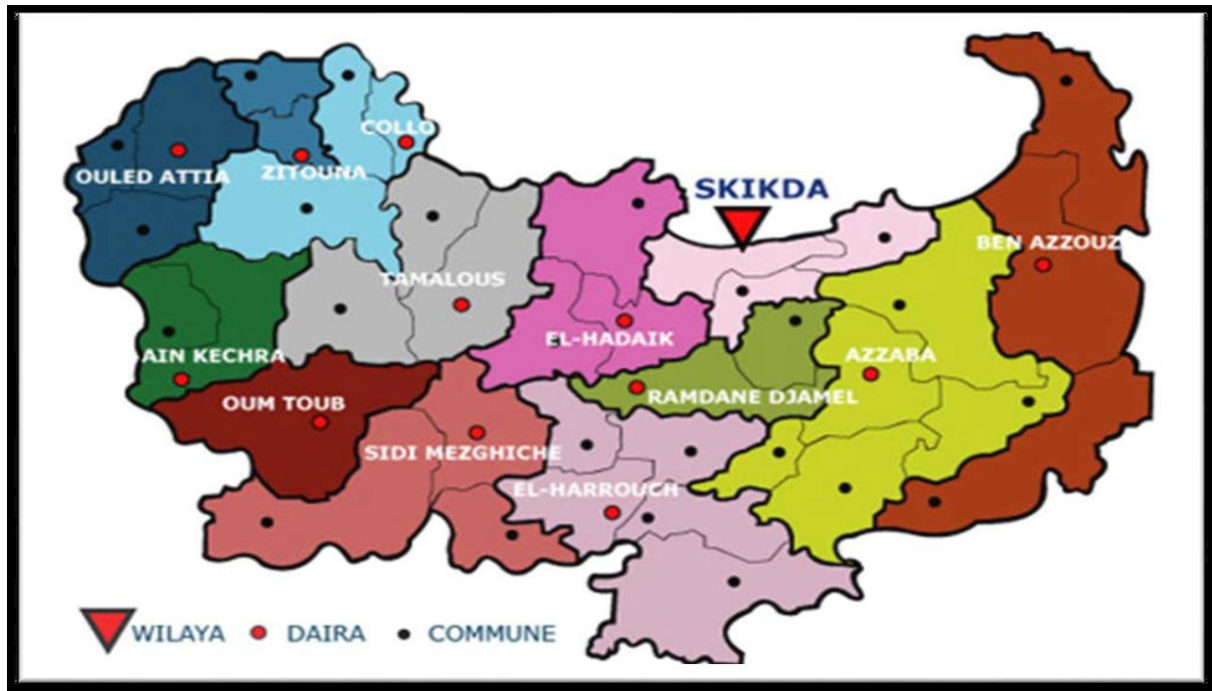 COLLO
OULED ATTIA
ZITOUNA
SKIKDA
BEN AZZOUZ
TAMALOUS
EL-HADAIK
AIN KECHRA
AZZABA
OUM TOUB
RAMDANE DJAMEL
SIDI MEZGHICHE
EL-HARROUCH
WILAYA DAIRA COMMUNE